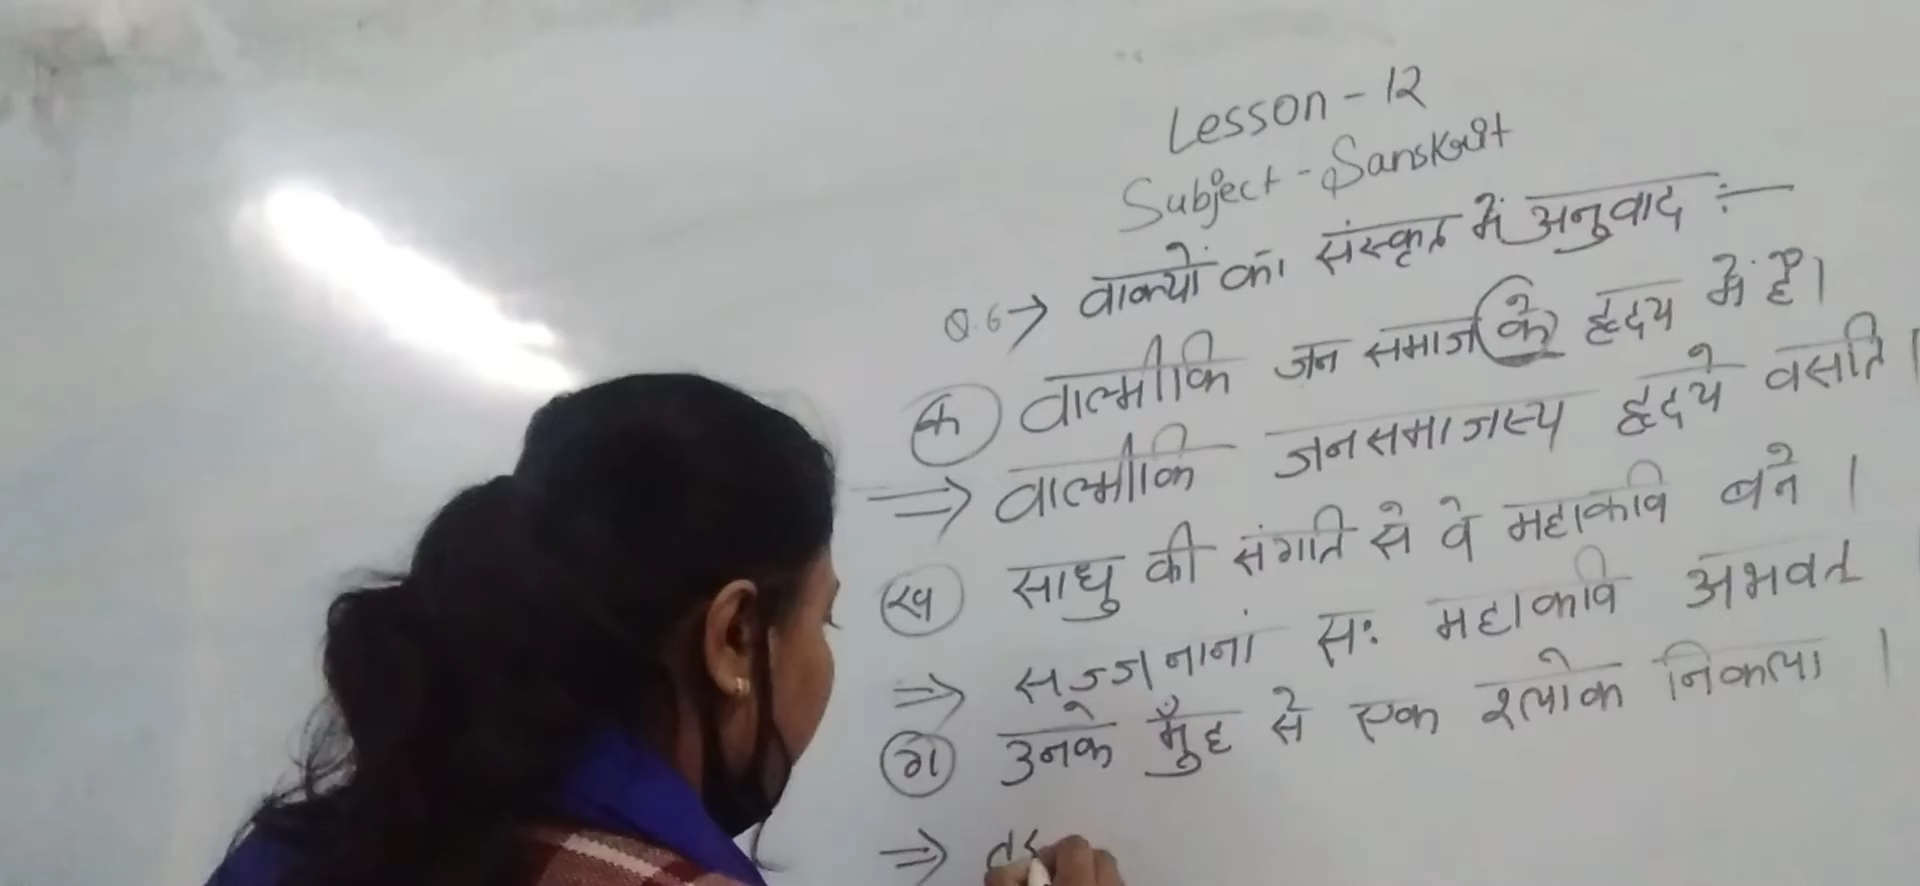 Lesson - 12
Subject - Sanskrit
Q.6 → वाक्यों का संस्कृत में अनुवाद :—
क वाल्मीकि जन समाज के हृदय में है।
⇒ वाल्मीकि जनसमाजस्य हृदये वसति।
ख साधु की संगति से वे महाकवि बने ।
⇒ सज्जनानां सः महाकवि अभवत ।
ग उनके मुँह से एक श्लोक निकला ।
⇒